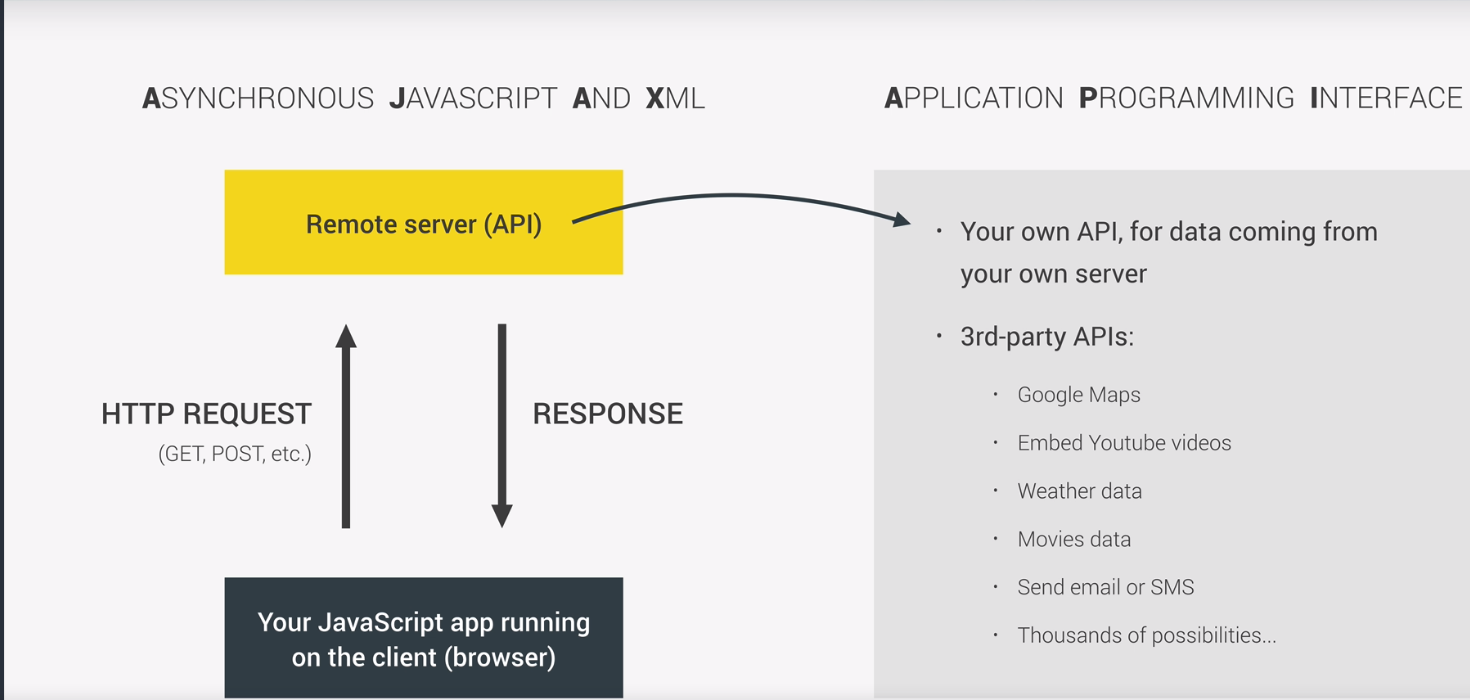 ASYNCHRONOUS JAVASCRIPT AND XML
Remote server (API)
HTTP REQUEST
(GET, POST, etc.)
RESPONSE
Your JavaScript app running
on the client (browser)
APPLICATION PROGRAMMING INTERFACE
· Your own API, for data coming from
your own server
· 3rd-party APIs:
· Google Maps
· Embed Youtube videos
· Weather data
· Movies data
· Send email or SMS
· Thousands of possibilities...